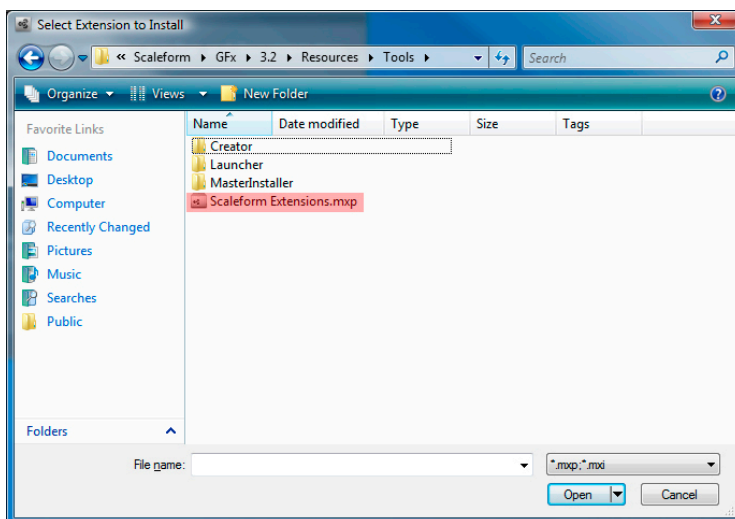 Select Extension to Install
« Scaleform ▸ GFx ▸ 3.2 ▸ Resources ▸ Tools ▸
Search
Organize Views New Folder
Favorite Links
Documents
Desktop
Computer
Recently Changed
Pictures
Music
Searches
Public
Folders
Name Date modified Type Size Tags
Creator
Launcher
MasterInstaller
Scaleform Extensions.mxp
File name:
*.mxp;*.mxi
Open Cancel